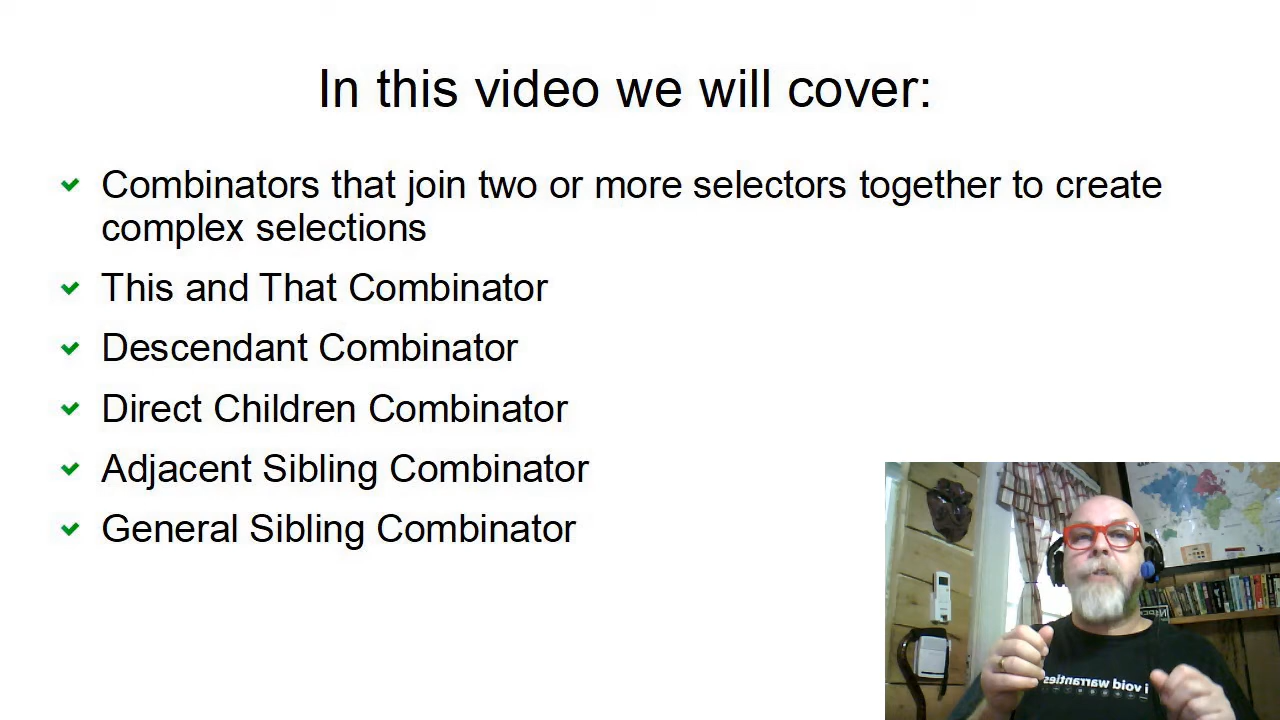 In this video we will cover:
Combinators that join two or more selectors together to create
complex selections
This and That Combinator
Descendant Combinator
Direct Children Combinator
Adjacent Sibling Combinator
General Sibling Combinator
i void warranties